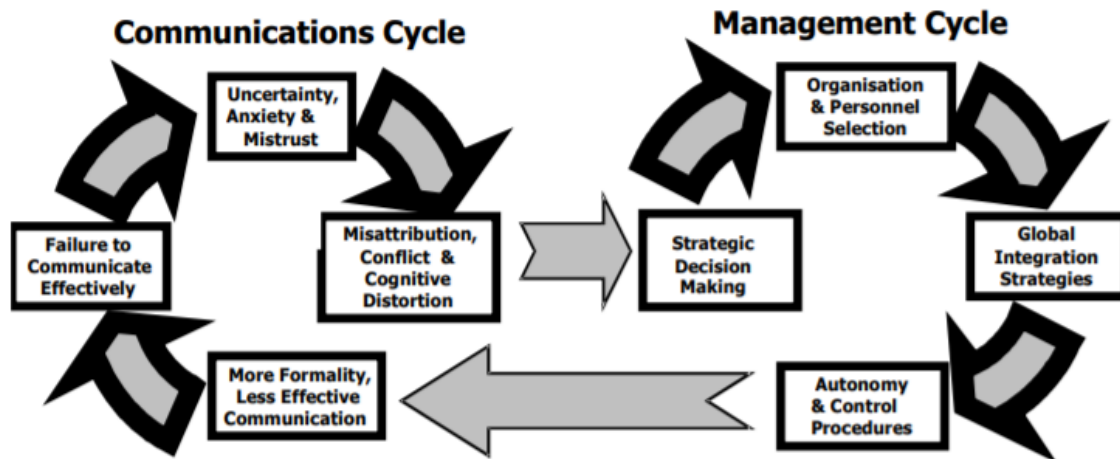 Communications Cycle
Management Cycle
Uncertainty,
Anxiety &
Mistrust
Organisation
& Personnel
Selection
Failure to
Communicate
Effectively
Misattribution,
Conflict &
Cognitive
Distortion
Strategic
Decision
Making
Global
Integration
Strategies
More Formality,
Less Effective
Communication
Autonomy
& Control
Procedures